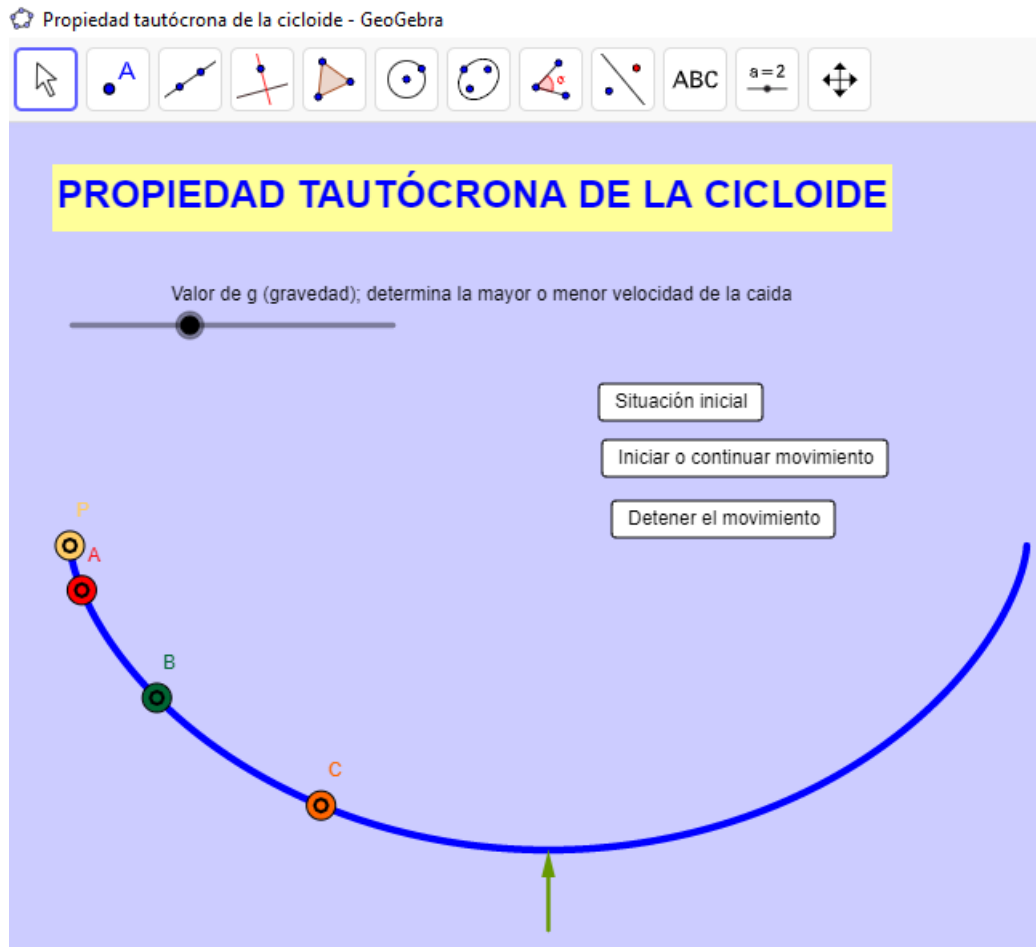 Propiedad tautócrona de la cicloide - GeoGebra
A
ABC
a=2
PROPIEDAD TAUTÓCRONA DE LA CICLOIDE
Valor de g (gravedad); determina la mayor o menor velocidad de la caida
Situación inicial
Iniciar o continuar movimiento
Detener el movimiento
P
A
B
C